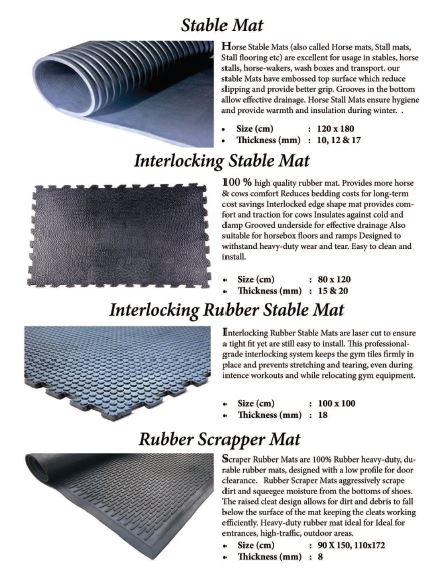 Stable Mat
Horse Stable Mats (also called Horse mats, Stall mats,
Stall flooring etc) are excellent for usage in stables, horse
stalls, horse-wakers, wash boxes and transport. our
stable Mats have embossed top surface which reduce
slipping and provide better grip. Grooves in the bottom
allow effective drainage. Horse Stall Mats ensure hygiene
and provide warmth and insulation during winter. .
• Size (cm) : 120 x 180
• Thickness (mm) : 10, 12 & 17
Interlocking Stable Mat
100 % high quality rubber mat. Provides more horse
& cows comfort Reduces bedding costs for long-term
cost savings Interlocked edge shape mat provides com-
fort and traction for cows Insulates against cold and
damp Grooved underside for effective drainage Also
suitable for horsebox floors and ramps Designed to
withstand heavy-duty wear and tear. Easy to clean and
install.
• Size (cm) : 80 x 120
• Thickness (mm) : 15 & 20
Interlocking Rubber Stable Mat
Interlocking Rubber Stable Mats are laser cut to ensure
a tight fit yet are still easy to install. This professional-
grade interlocking system keeps the gym tiles firmly in
place and prevents stretching and tearing, even during
intence workouts and while relocating gym equipment.
• Size (cm) : 100 x 100
• Thickness (mm) : 18
Rubber Scrapper Mat
Scraper Rubber Mats are 100% Rubber heavy-duty, du-
rable rubber mats, designed with a low profile for door
clearance. Rubber Scraper Mats aggressively scrape
dirt and squeegee moisture from the bottoms of shoes.
The raised cleat design allows for dirt and debris to fall
below the surface of the mat keeping the cleats working
efficiently. Heavy-duty rubber mat ideal for Ideal for
entrances, high-traffic, outdoor areas.
• Size (cm) : 90 X 150, 110x172
• Thickness (mm) : 8